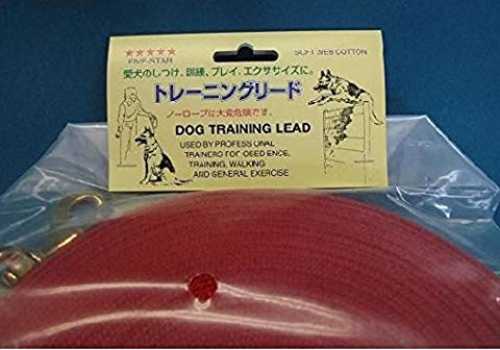 ★★★★★
FIVE-STAR
SOFT WEB COTTON
愛犬のしつけ、訓練、プレイ、エクササイズに。
トレーニングリード
ノーロープは大変危険です。
DOG TRAINING LEAD
USED BY PROFESSIONAL
TRAINERS FOR OBEDIENCE,
TRAINING, WALKING
AND GENERAL EXERCISE